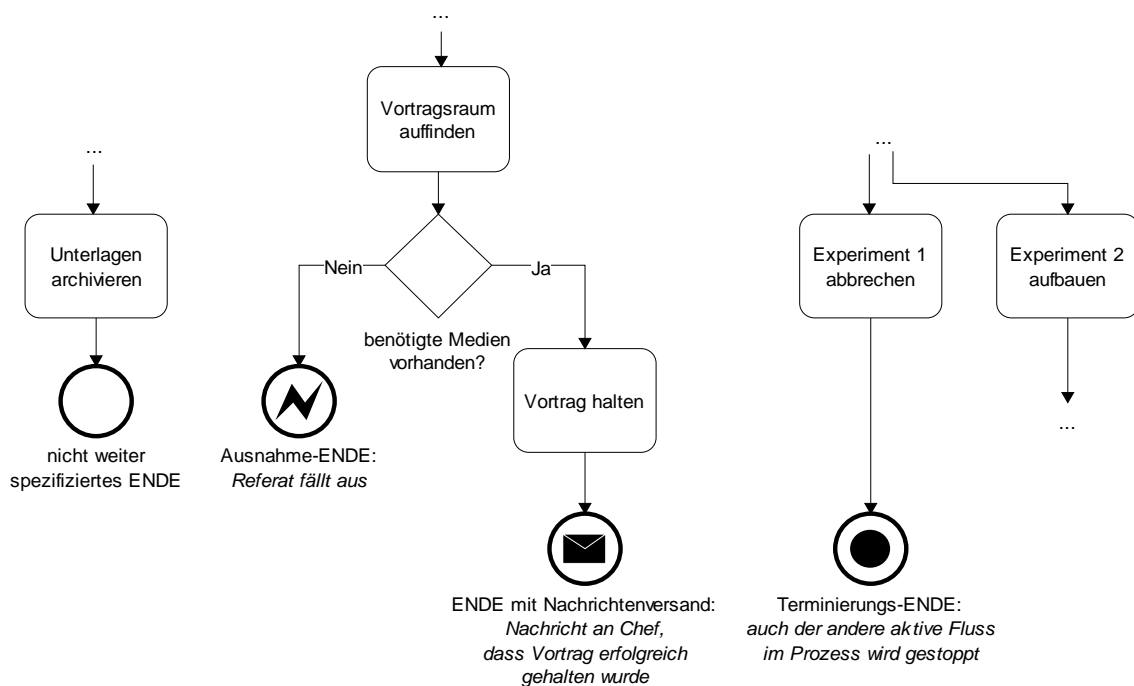 ...
Unterlagen
archivieren
nicht weiter
spezifiziertes ENDE
...
Vortragsraum
auffinden
Nein
Ja
benötigte Medien
vorhanden?
Ausnahme-ENDE:
Referat fällt aus
Vortrag halten
ENDE mit Nachrichtenversand:
Nachricht an Chef,
dass Vortrag erfolgreich
gehalten wurde
...
Experiment 1
abbrechen
Experiment 2
aufbauen
...
Terminierungs-ENDE:
auch der andere aktive Fluss
im Prozess wird gestoppt